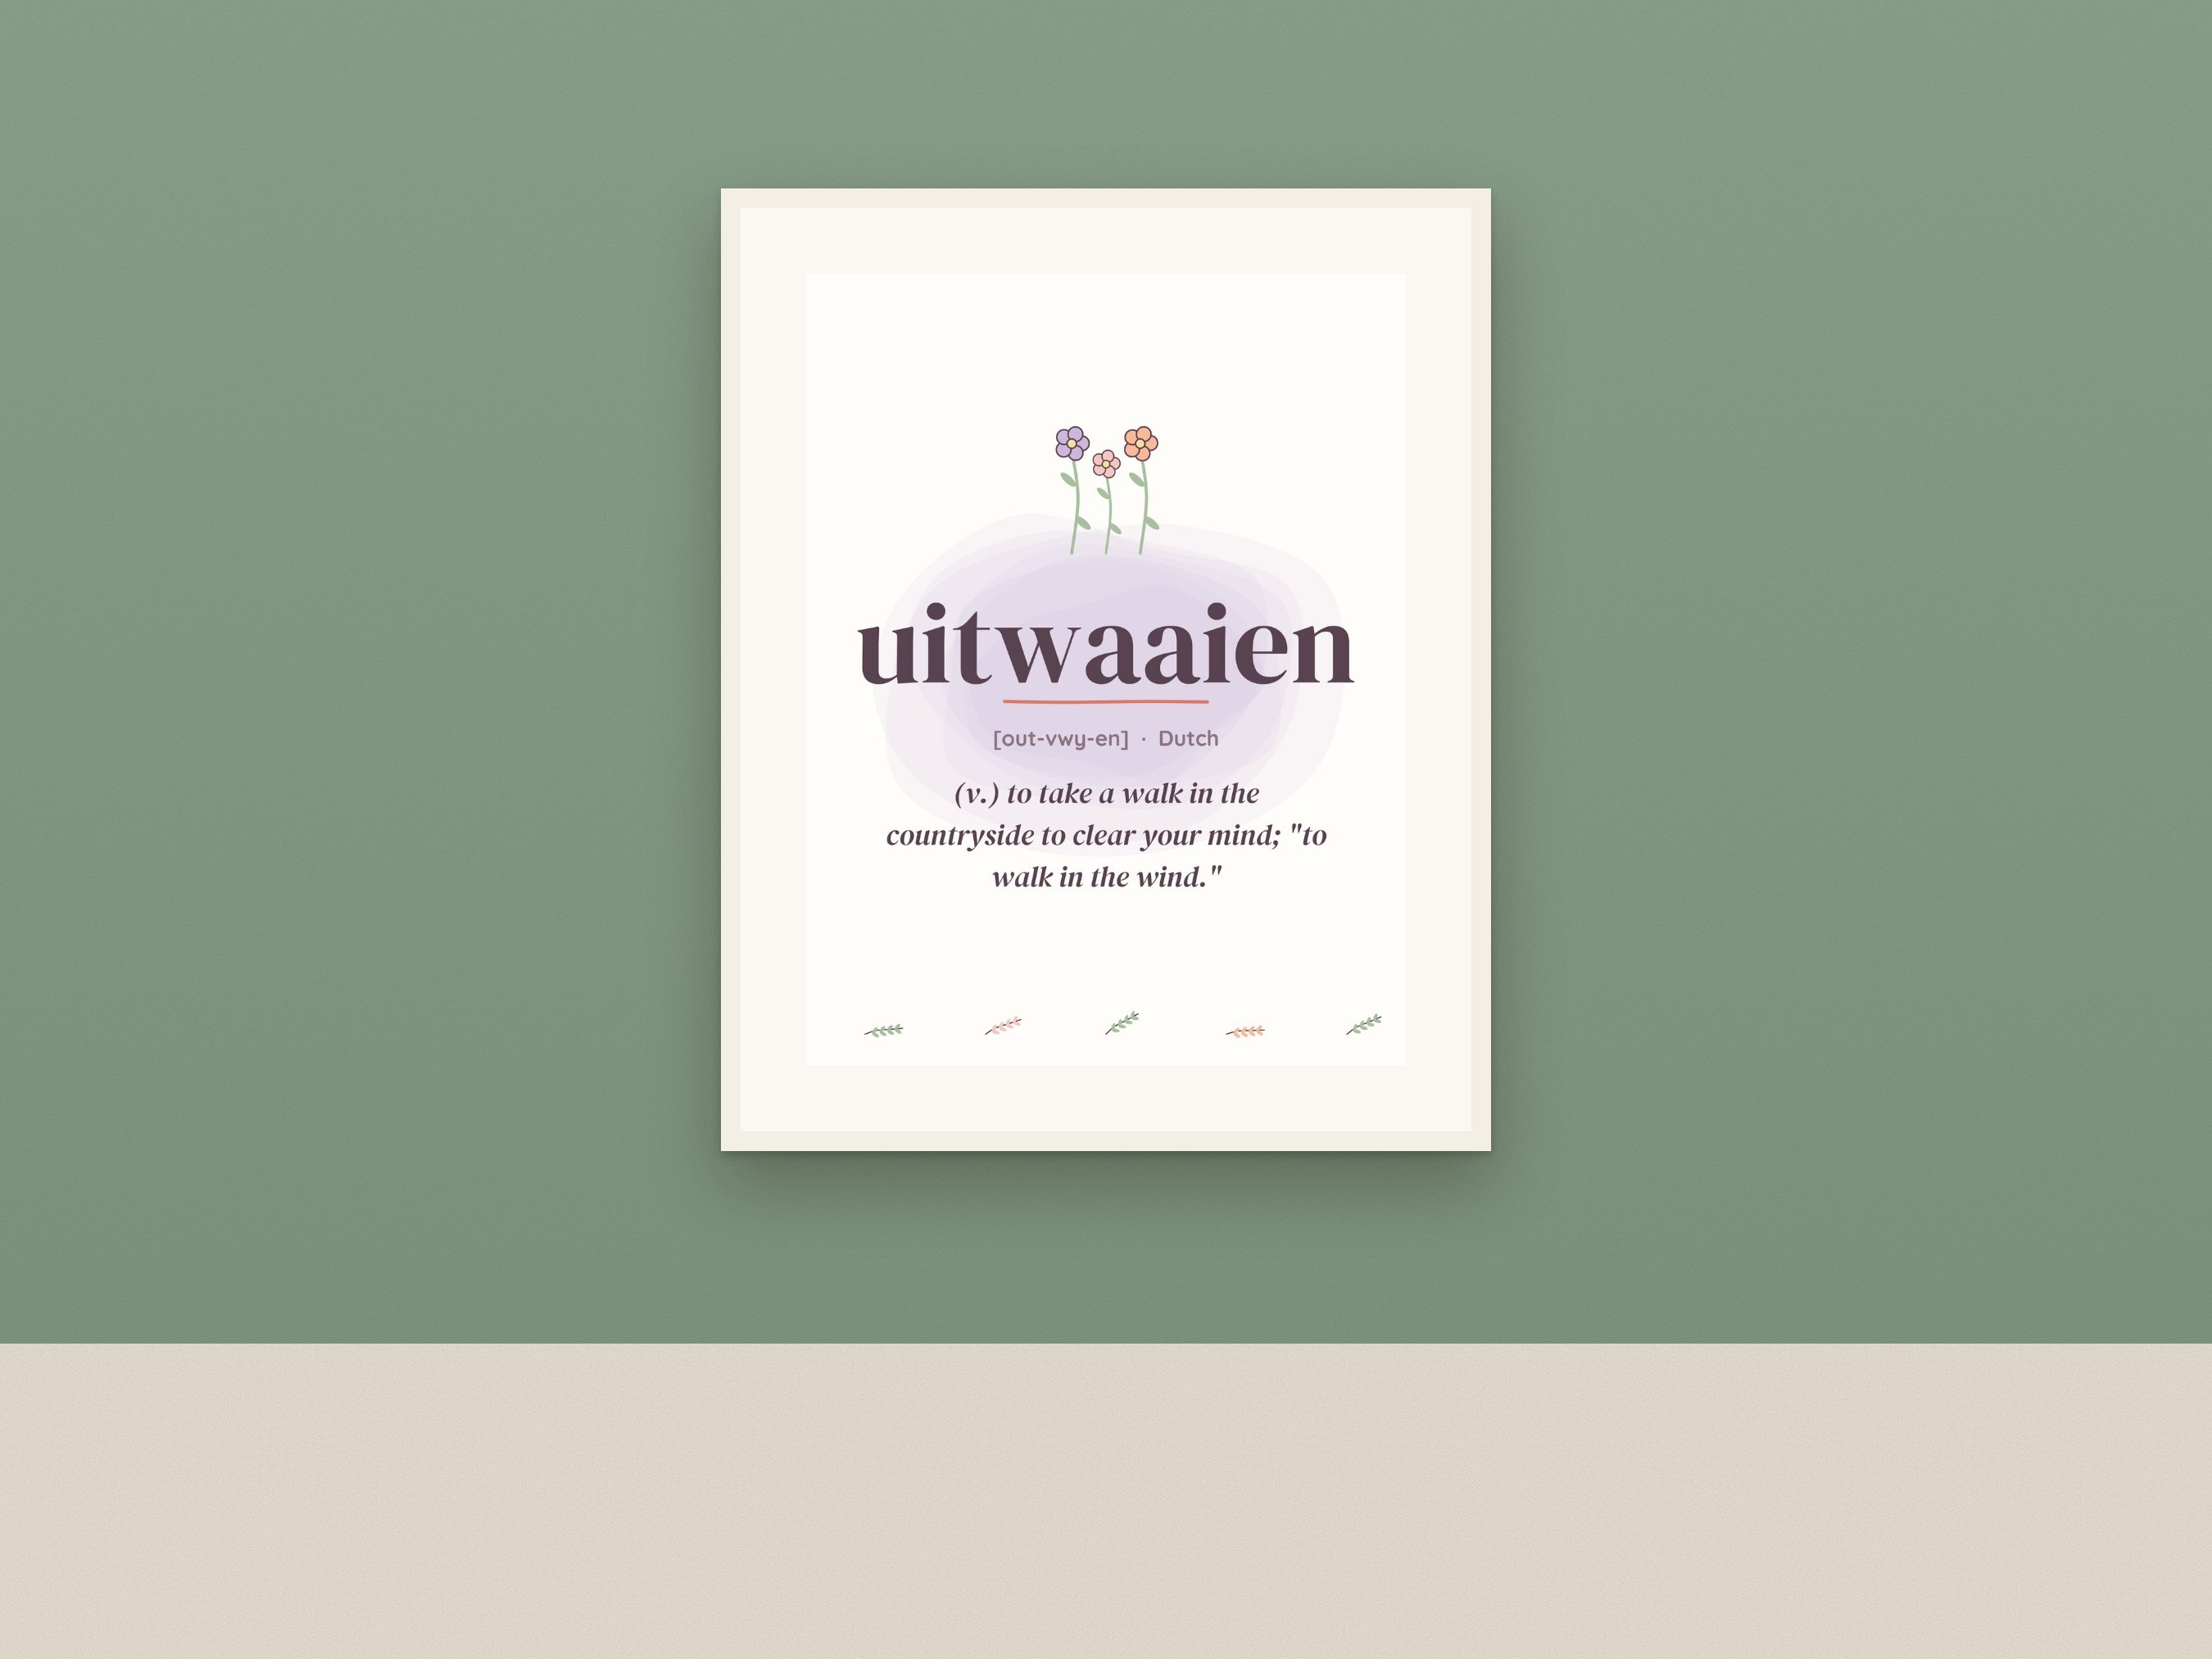 uitwaaien
[out-vwy-en] · Dutch
(v.) to take a walk in the
countryside to clear your mind; "to
walk in the wind."